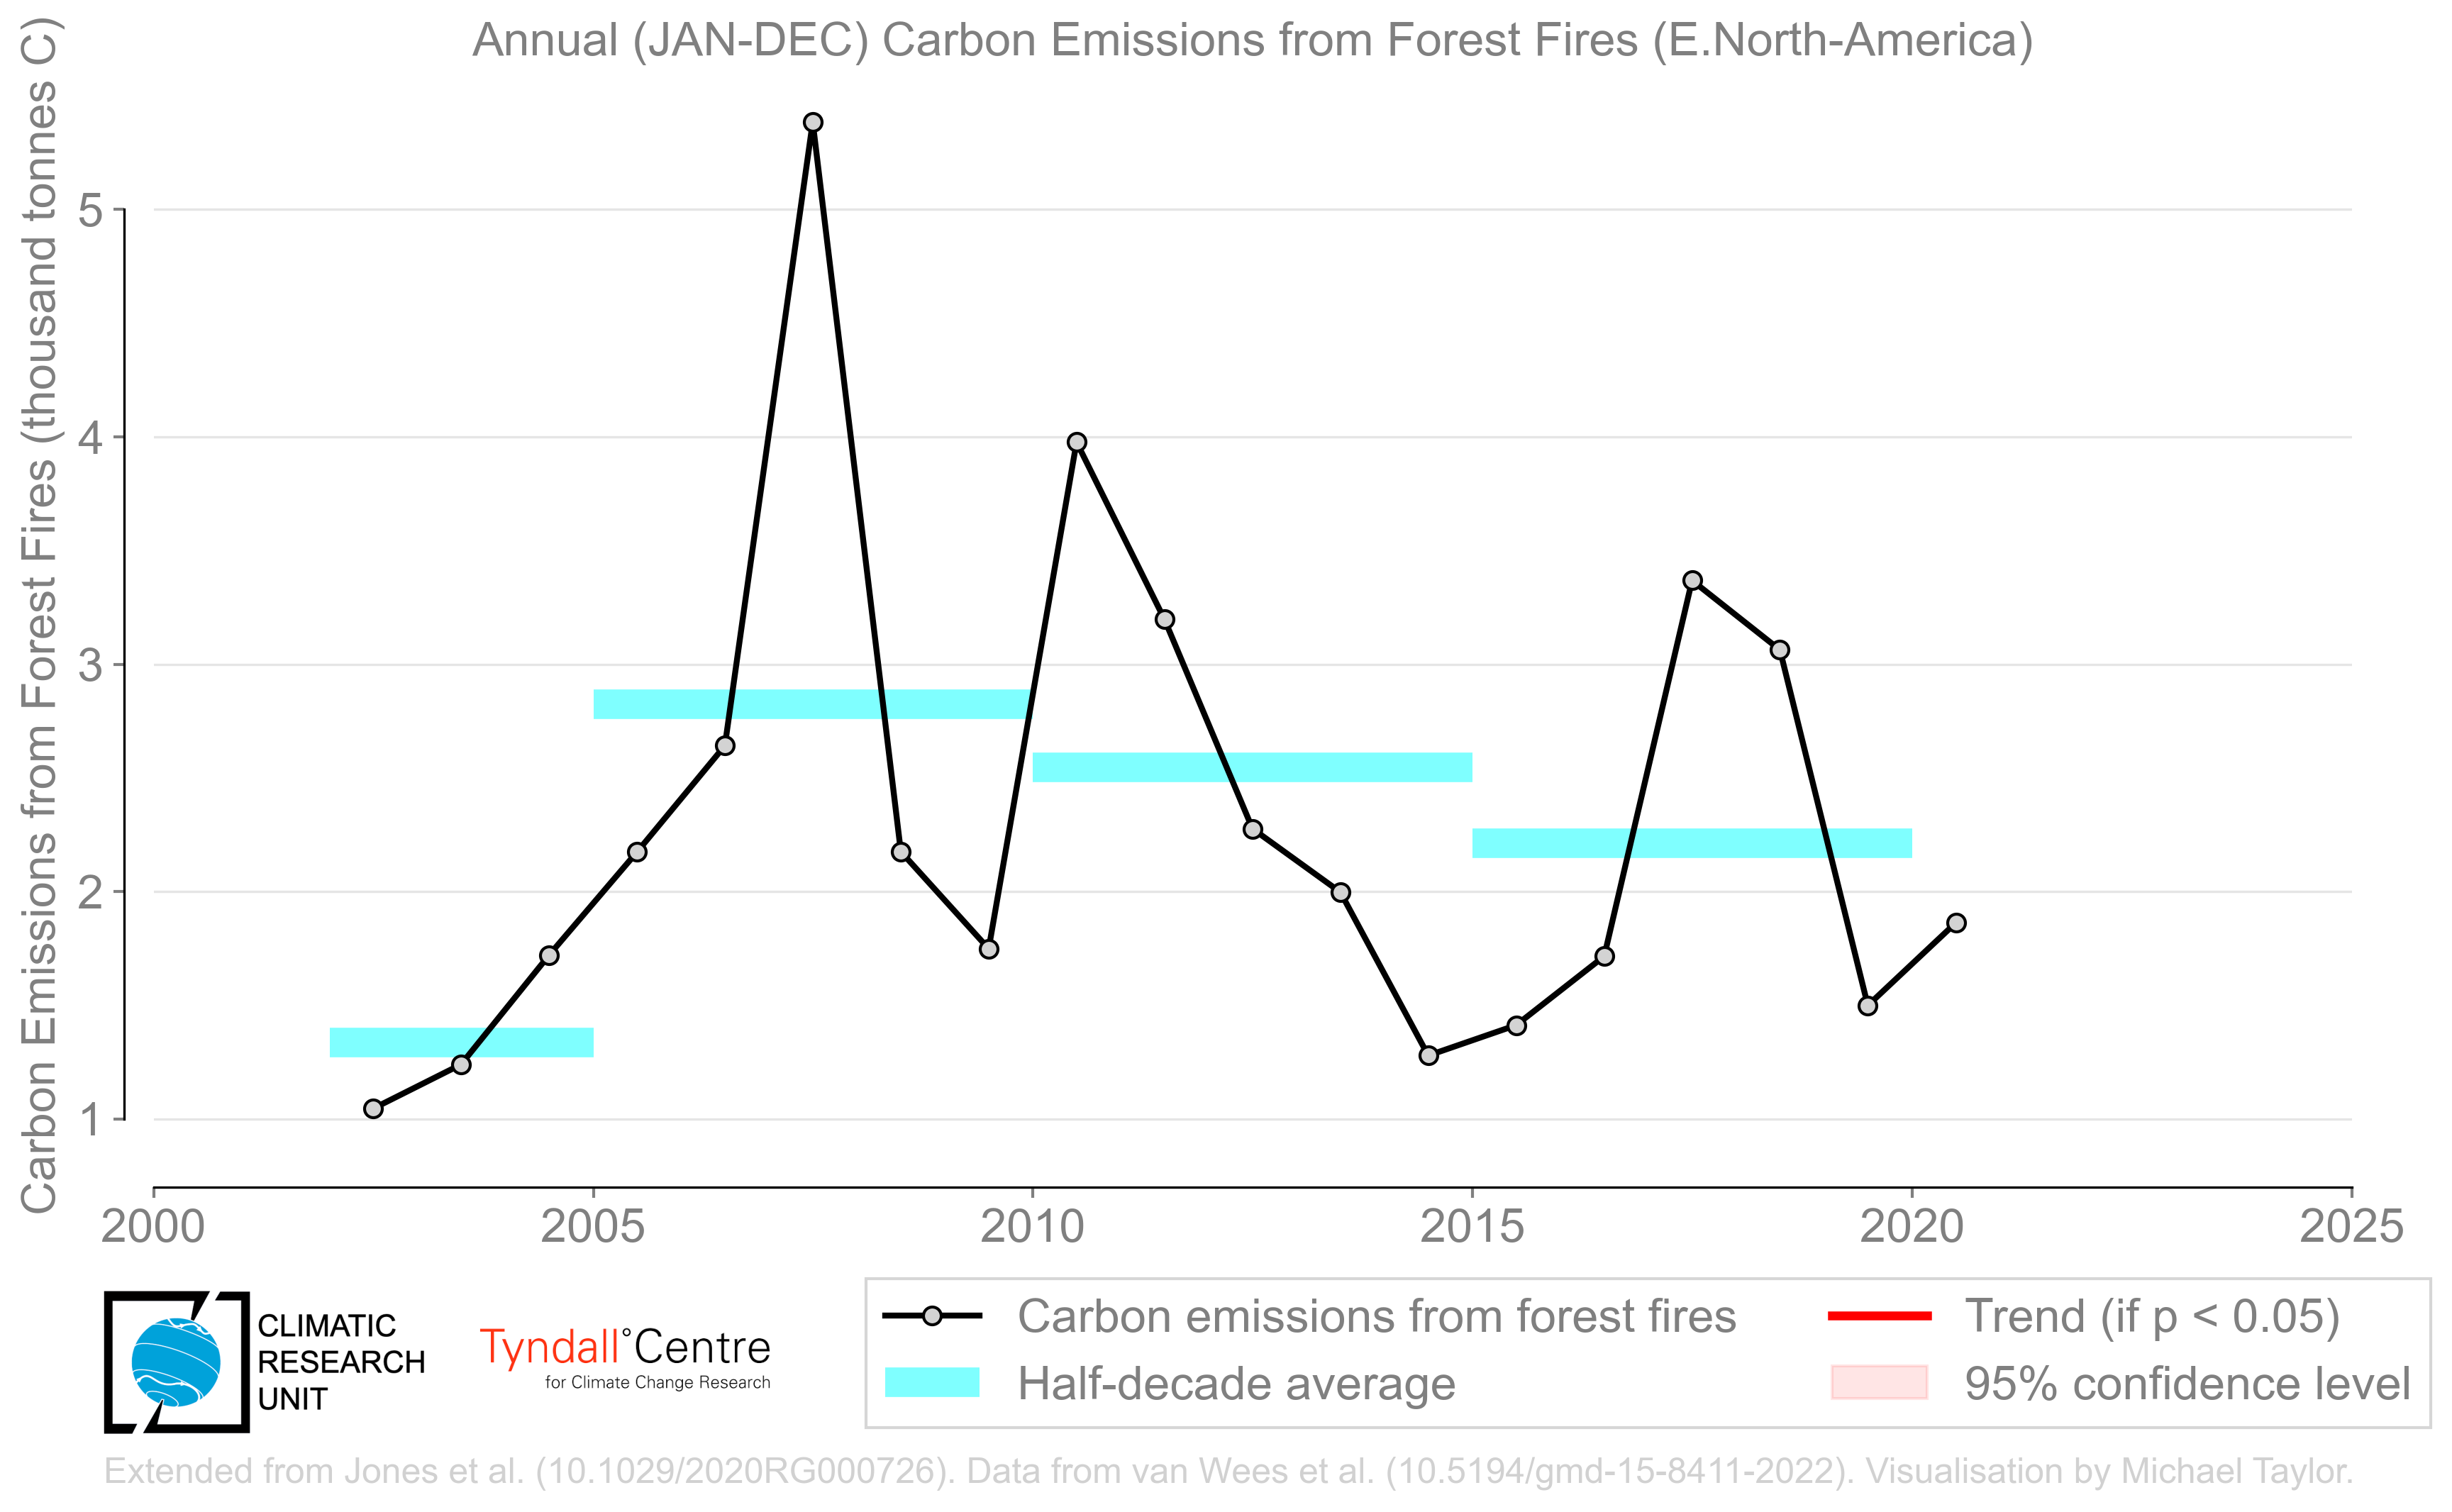 Annual (JAN-DEC) Carbon Emissions from Forest Fires (E.North-America)
Carbon Emissions from Forest Fires (thousand tonnes C)
5
4
3
2
1
2000 2005 2010 2015 2020 2025
CLIMATIC
RESEARCH
UNIT
Tyndall°Centre
for Climate Change Research
Carbon emissions from forest fires
Half-decade average
Trend (if p < 0.05)
95% confidence level
Extended from Jones et al. (10.1029/2020RG000726). Data from van Wees et al. (10.5194/gmd-15-8411-2022). Visualisation by Michael Taylor.